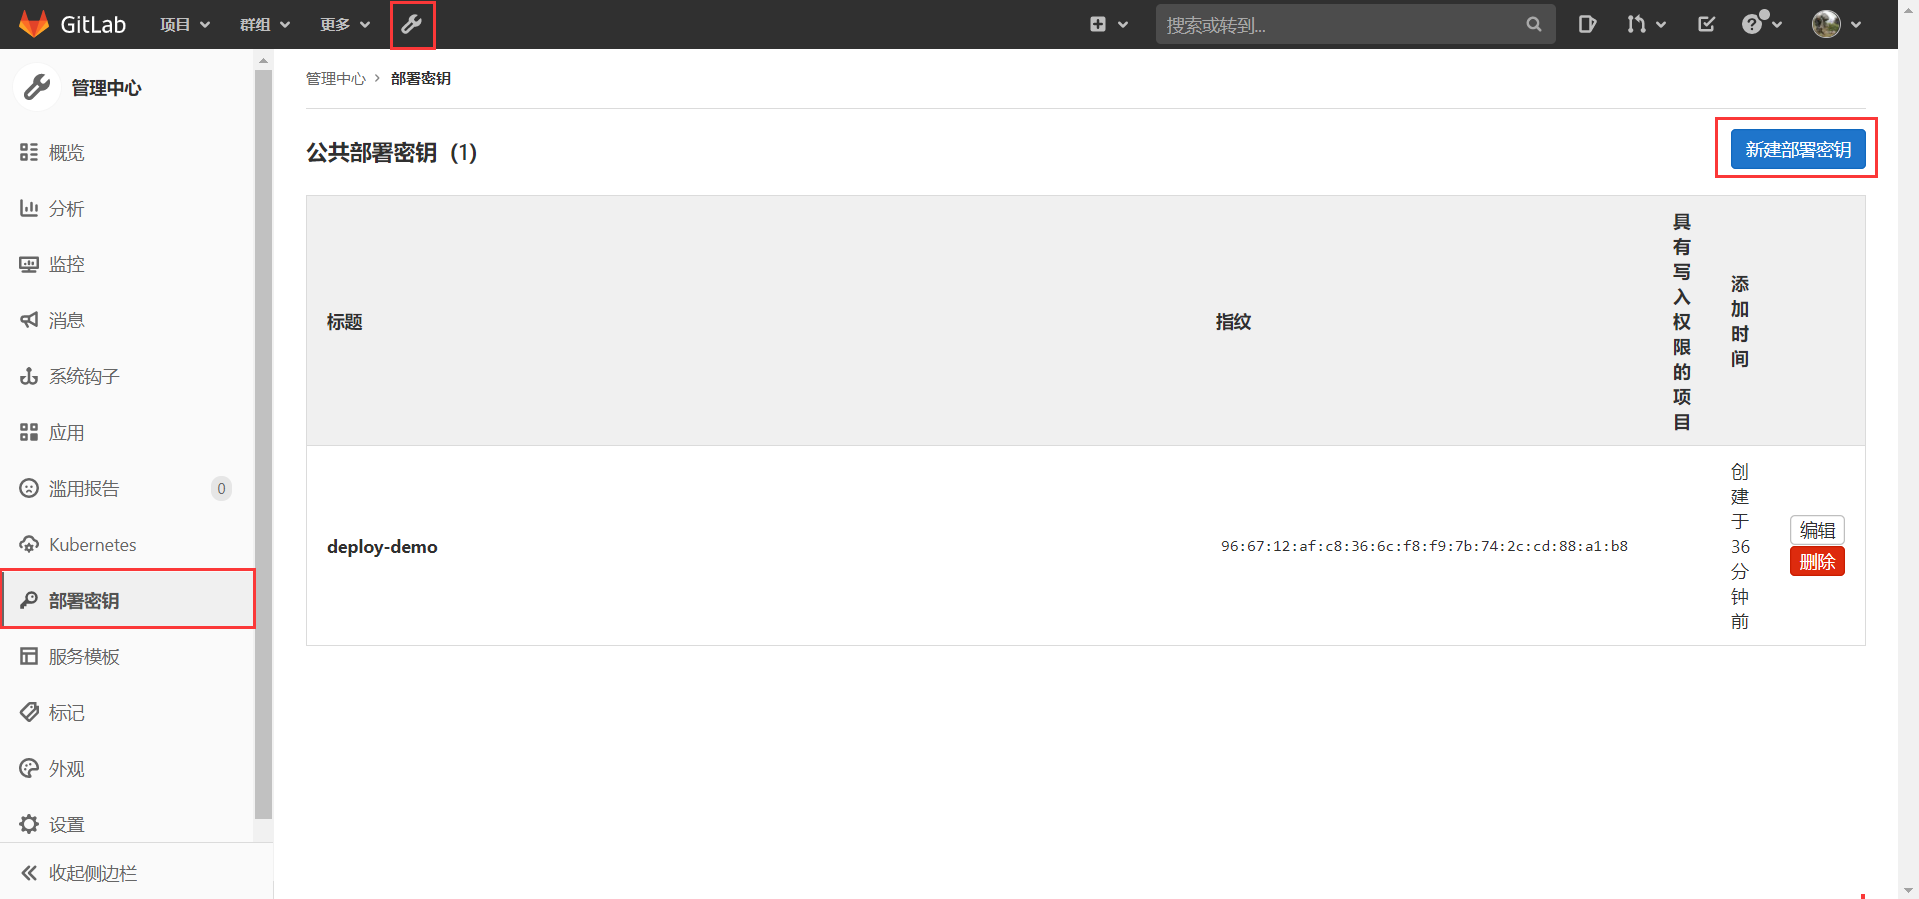 GitLab 项目 群组 更多 搜索或转到...
管理中心
概览
分析
监控
消息
系统钩子
应用
滥用报告 0
Kubernetes
部署密钥
服务模板
标记
外观
设置
收起侧边栏
管理中心 > 部署密钥
公共部署密钥 (1)
新建部署密钥
标题
指纹
具
有
写
入
权
限
的
项
目
添
加
时
间
deploy-demo
96:67:12:af:c8:36:6c:f8:f9:7b:74:2c:cd:88:a1:b8
创
建
于
36
分
钟
前
编辑
删除